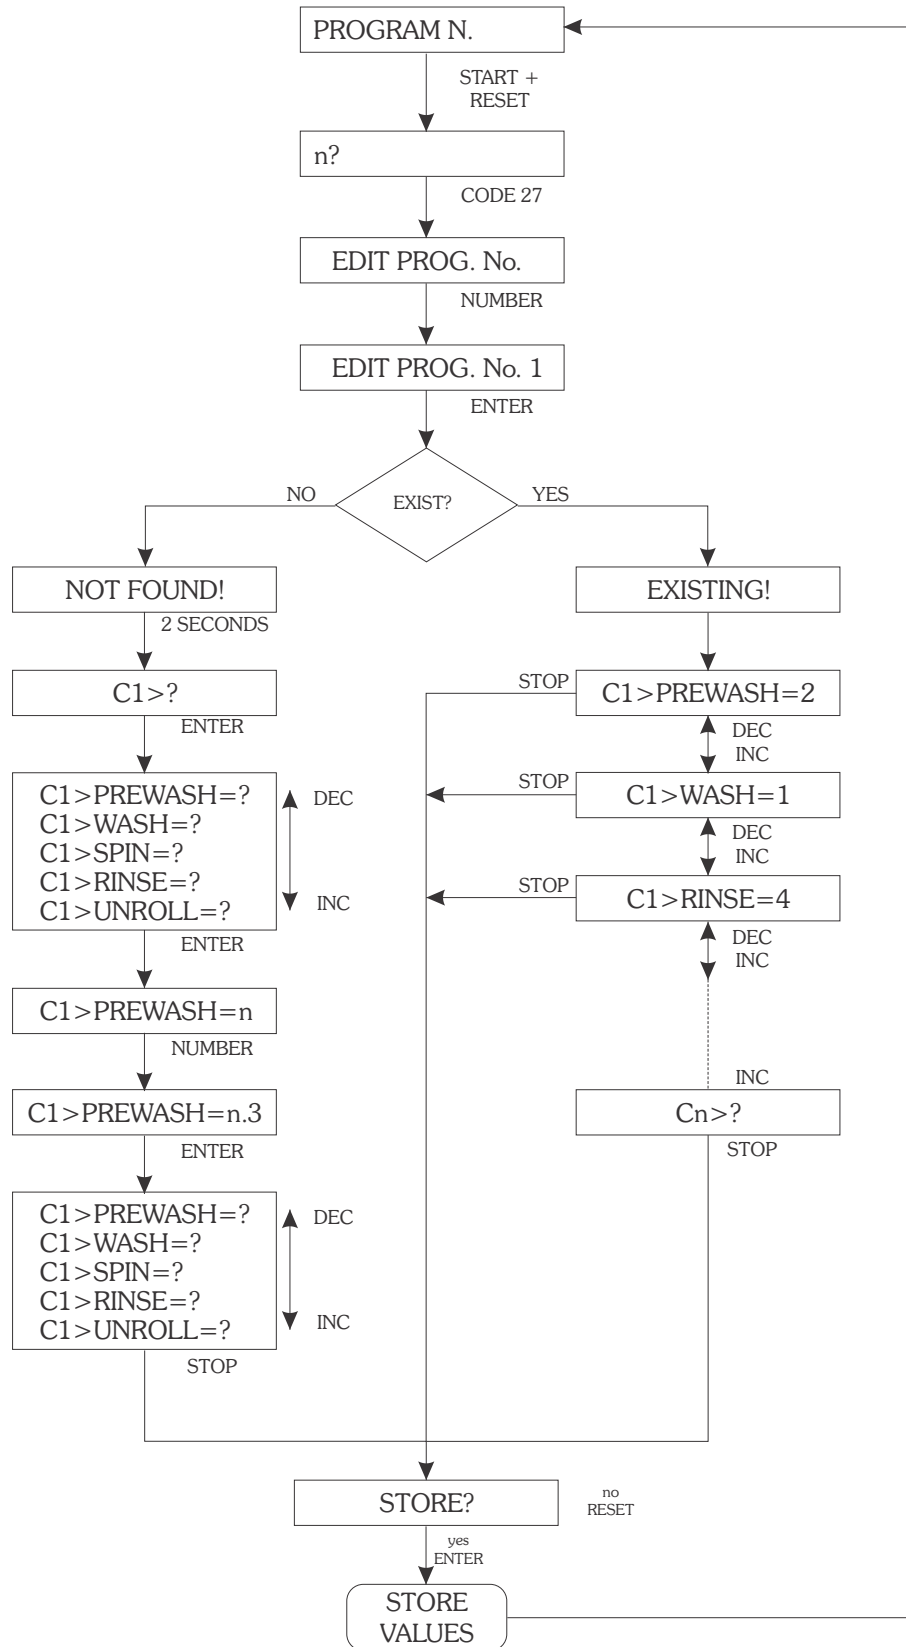 PROGRAM N.
START +
RESET
n?
CODE 27
EDIT PROG. No.
NUMBER
EDIT PROG. No. 1
ENTER
EXIST?
NO
YES
NOT FOUND!
2 SECONDS
C1>?
ENTER
C1>PREWASH=?
C1>WASH=?
C1>SPIN=?
C1>RINSE=?
C1>UNROLL=?
DEC
INC
ENTER
C1>PREWASH=n
NUMBER
C1>PREWASH=n.3
ENTER
C1>PREWASH=?
C1>WASH=?
C1>SPIN=?
C1>RINSE=?
C1>UNROLL=?
DEC
INC
STOP
EXISTING!
STOP
C1>PREWASH=2
DEC
INC
STOP
C1>WASH=1
DEC
INC
STOP
C1>RINSE=4
DEC
INC
INC
Cn>?
STOP
STORE?
no
RESET
yes
ENTER
STORE
VALUES